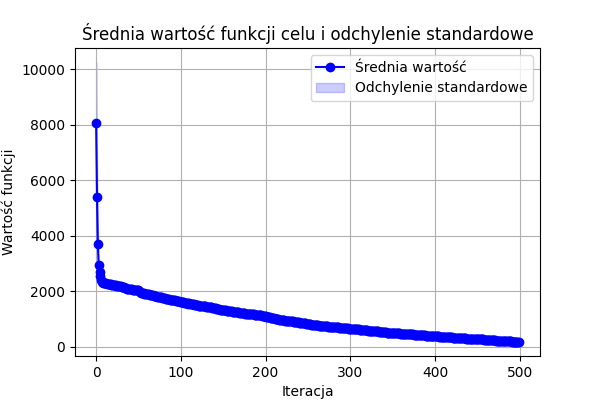 Średnia wartość funkcji celu i odchylenie standardowe
Średnia wartość
Odchylenie standardowe
Wartość funkcji
10000
8000
6000
4000
2000
0
0 100 200 300 400 500
Iteracja